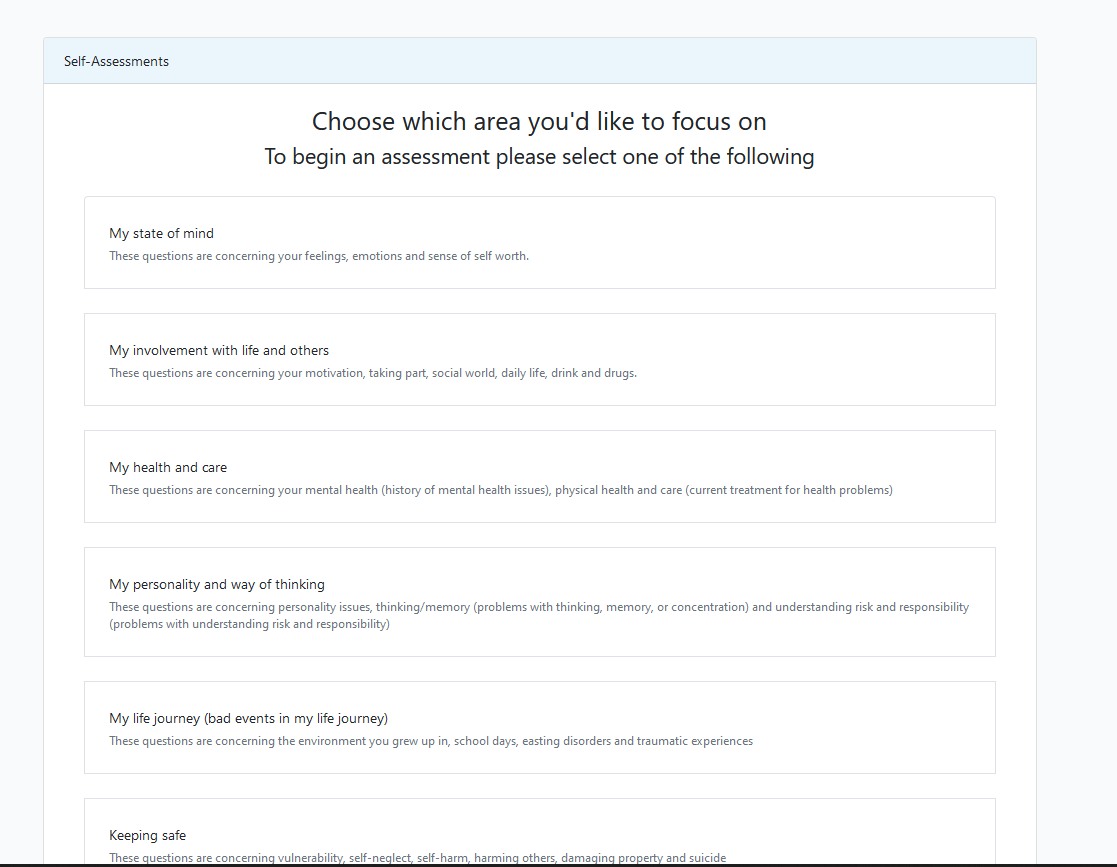 Self-Assessments
Choose which area you'd like to focus on
To begin an assessment please select one of the following
My state of mind
These questions are concerning your feelings, emotions and sense of self worth.
My involvement with life and others
These questions are concerning your motivation, taking part, social world, daily life, drink and drugs.
My health and care
These questions are concerning your mental health (history of mental health issues), physical health and care (current treatment for health problems)
My personality and way of thinking
These questions are concerning personality issues, thinking/memory (problems with thinking, memory, or concentration) and understanding risk and responsibility
(problems with understanding risk and responsibility)
My life journey (bad events in my life journey)
These questions are concerning the environment you grew up in, school days, easting disorders and traumatic experiences
Keeping safe
These questions are concerning vulnerability, self-neglect, self-harm, harming others, damaging property and suicide